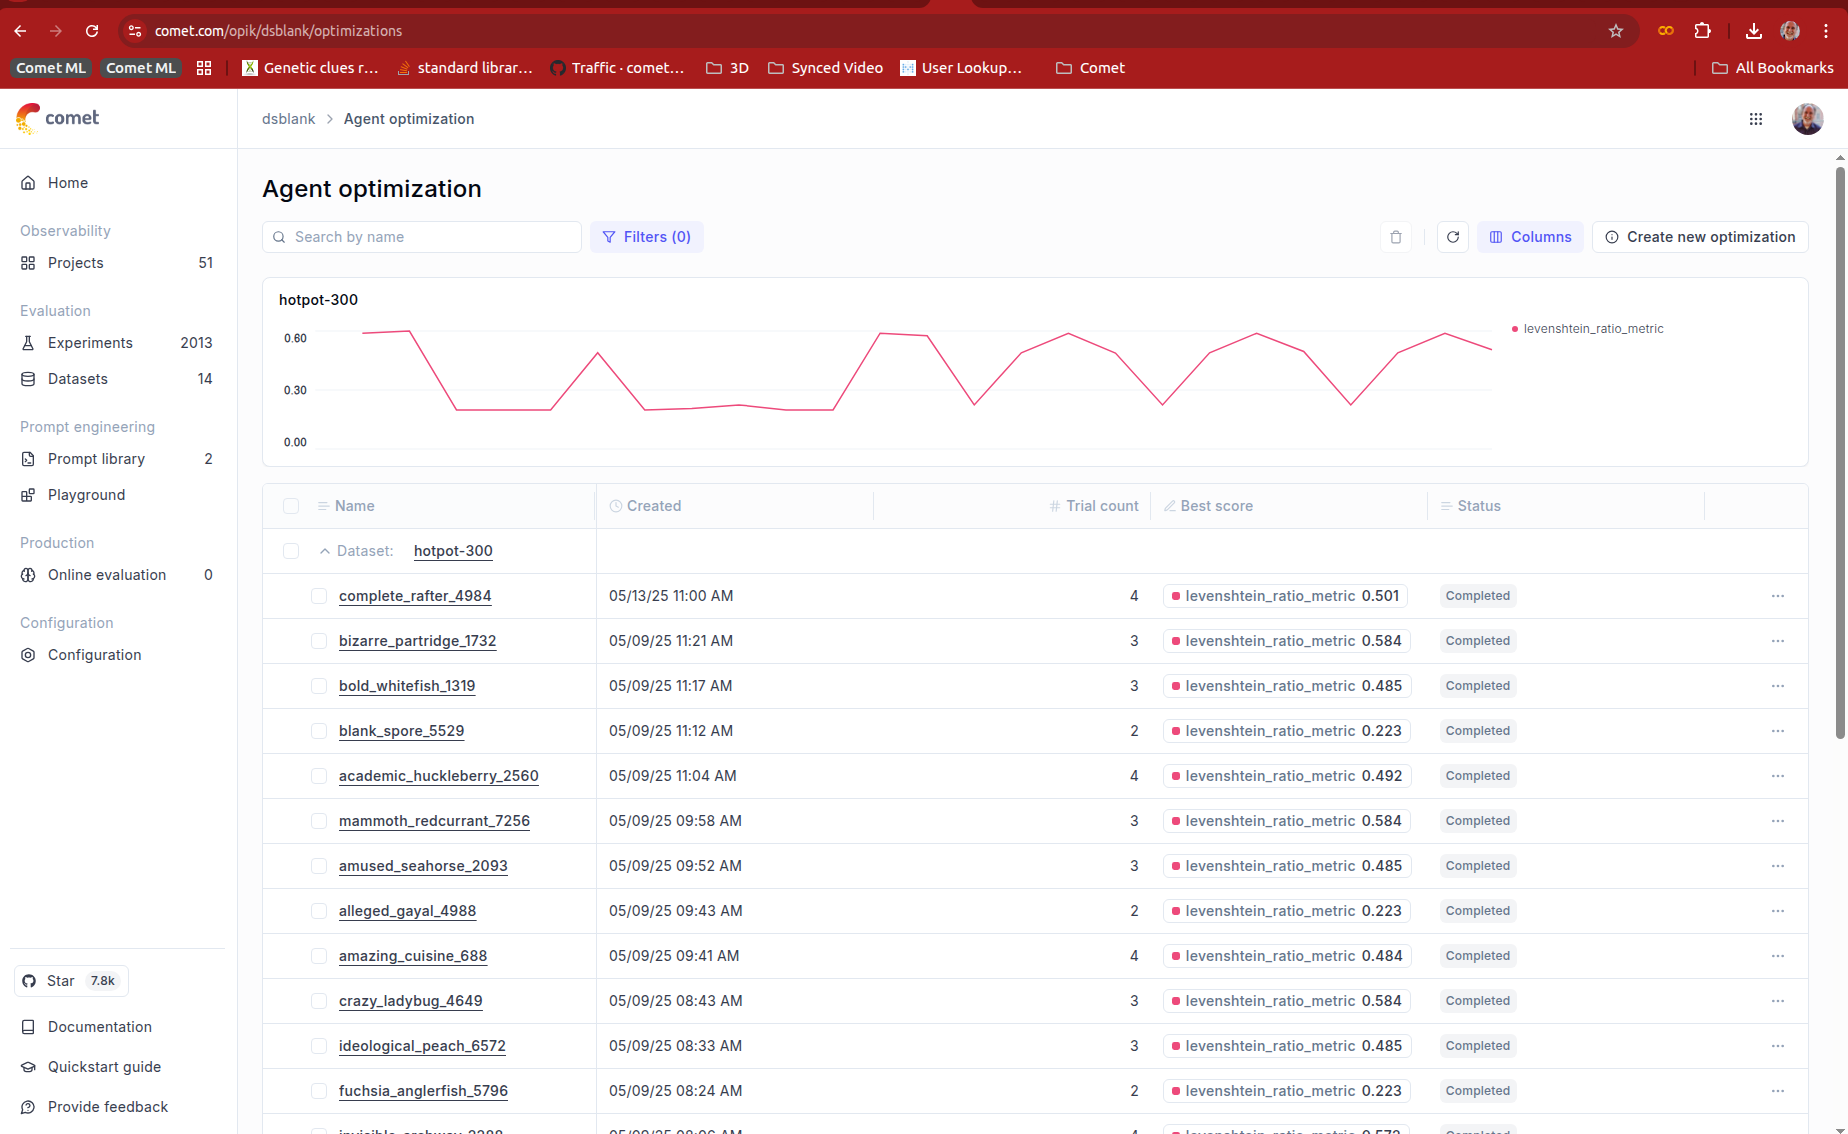 comet.com/opik/dsblank/optimizations
Comet ML
Comet ML
Genetic clues r...
standard librar...
Traffic · comet...
3D
Synced Video
User Lookup...
Comet
All Bookmarks
comet
dsblank > Agent optimization
Home
Observability
Projects 51
Evaluation
Experiments 2013
Datasets 14
Prompt engineering
Prompt library 2
Playground
Production
Online evaluation 0
Configuration
Configuration
Star 7.8k
Documentation
Quickstart guide
Provide feedback
Agent optimization
Search by name
Filters (0)
Columns
Create new optimization
hotpot-300
0.60
0.30
0.00
levenshtein_ratio_metric
Name Created # Trial count Best score Status
Dataset: hotpot-300
complete_rafter_4984 05/13/25 11:00 AM 4 levenshtein_ratio_metric 0.501 Completed ...
bizarre_partridge_1732 05/09/25 11:21 AM 3 levenshtein_ratio_metric 0.584 Completed ...
bold_whitefish_1319 05/09/25 11:17 AM 3 levenshtein_ratio_metric 0.485 Completed ...
blank_spore_5529 05/09/25 11:12 AM 2 levenshtein_ratio_metric 0.223 Completed ...
academic_huckleberry_2560 05/09/25 11:04 AM 4 levenshtein_ratio_metric 0.492 Completed ...
mammoth_redcurrant_7256 05/09/25 09:58 AM 3 levenshtein_ratio_metric 0.584 Completed ...
amused_seahorse_2093 05/09/25 09:52 AM 3 levenshtein_ratio_metric 0.485 Completed ...
alleged_gayal_4988 05/09/25 09:43 AM 2 levenshtein_ratio_metric 0.223 Completed ...
amazing_cuisine_688 05/09/25 09:41 AM 4 levenshtein_ratio_metric 0.484 Completed ...
crazy_ladybug_4649 05/09/25 08:43 AM 3 levenshtein_ratio_metric 0.584 Completed ...
ideological_peach_6572 05/09/25 08:33 AM 3 levenshtein_ratio_metric 0.485 Completed ...
fuchsia_anglerfish_5796 05/09/25 08:24 AM 2 levenshtein_ratio_metric 0.223 Completed ...